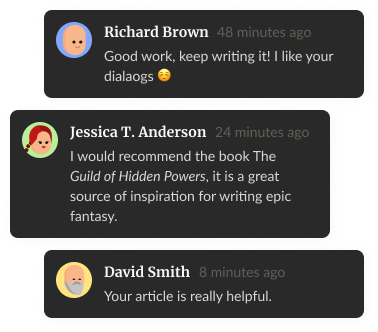 Richard Brown 48 minutes ago
Good work, keep writing it! I like your
dialaogs ☺️
Jessica T. Anderson 24 minutes ago
I would recommend the book The
Guild of Hidden Powers, it is a great
source of inspiration for writing epic
fantasy.
David Smith 8 minutes ago
Your article is really helpful.